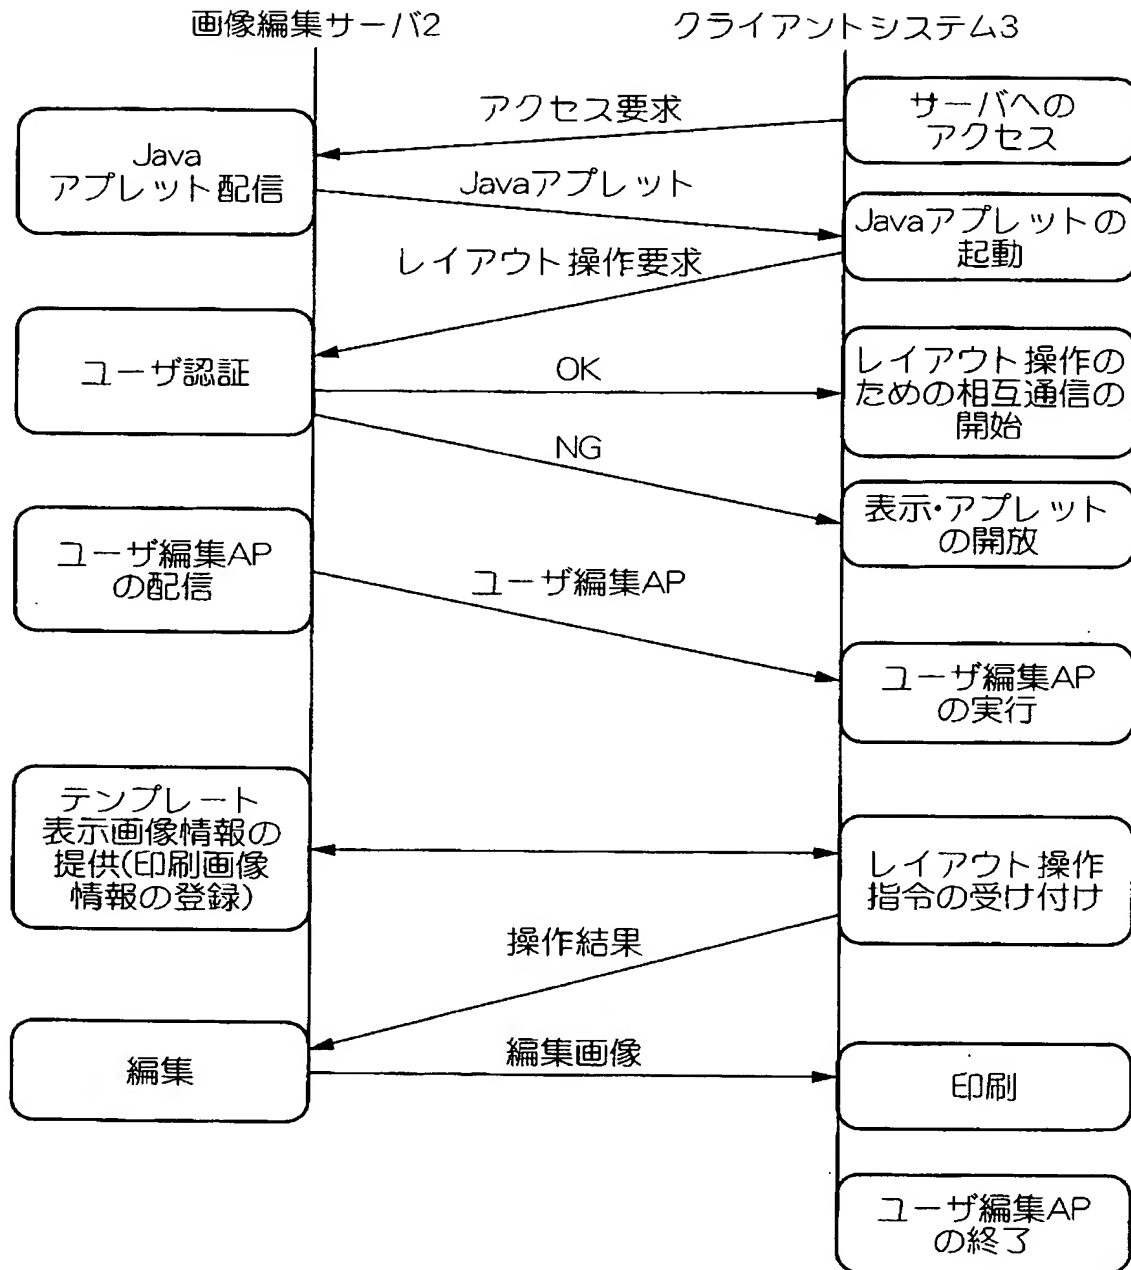 画像編集サーバ2
クライアントシステム3
アクセス要求
サーバへの
アクセス
Java
アプレット配信
Javaアプレット
Javaアプレットの
起動
レイアウト操作要求
ユーザ認証
OK
レイアウト操作の
ための相互通信の
開始
NG
表示・アプレット
の開放
ユーザ編集AP
の配信
ユーザ編集AP
ユーザ編集AP
の実行
テンプレート
表示画像情報の
提供(印刷画像
情報の登録)
レイアウト操作
指令の受け付け
操作結果
編集
編集画像
印刷
ユーザ編集AP
の終了